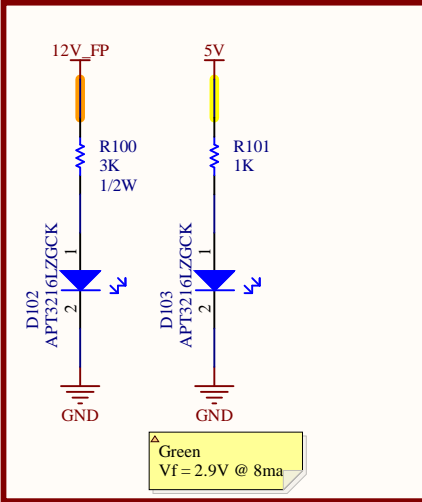 12V_FP
5V
R100
3K
1/2W
R101
1K
1
2
D102
APT3216LZGCK
1
2
D103
APT3216LZGCK
GND
GND
Green
Vf = 2.9V @ 8ma